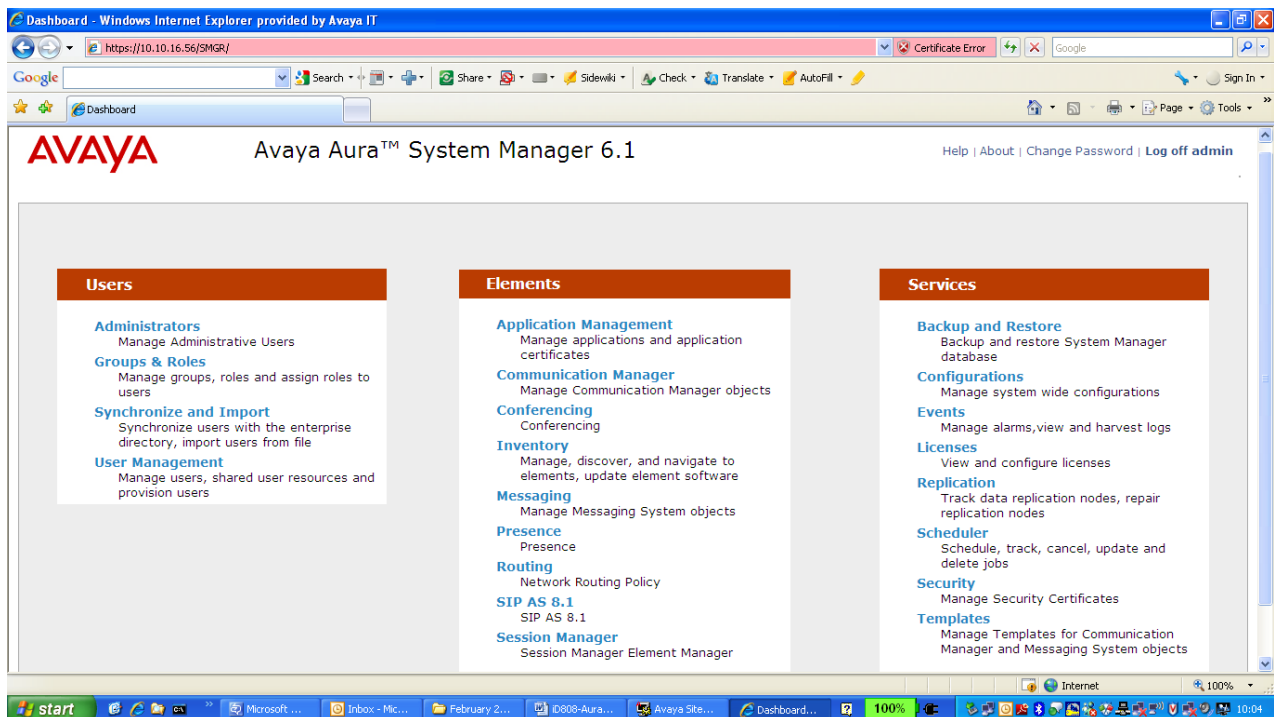 Dashboard - Windows Internet Explorer provided by Avaya IT
https://10.10.16.56/SMGR/
Certificate Error
Google
Google
Search
Share
Sidewiki
Check
Translate
AutoFill
Sign In
Dashboard
Page
Tools
AVAYA
Avaya Aura™ System Manager 6.1
Help | About | Change Password | Log off admin
Users
Administrators
Manage Administrative Users
Groups & Roles
Manage groups, roles and assign roles to
users
Synchronize and Import
Synchronize users with the enterprise
directory, import users from file
User Management
Manage users, shared user resources and
provision users
Elements
Application Management
Manage applications and application
certificates
Communication Manager
Manage Communication Manager objects
Conferencing
Conferencing
Inventory
Manage, discover, and navigate to
elements, update element software
Messaging
Manage Messaging System objects
Presence
Presence
Routing
Network Routing Policy
SIP AS 8.1
SIP AS 8.1
Session Manager
Session Manager Element Manager
Services
Backup and Restore
Backup and restore System Manager
database
Configurations
Manage system wide configurations
Events
Manage alarms,view and harvest logs
Licenses
View and configure licenses
Replication
Track data replication nodes, repair
replication nodes
Scheduler
Schedule, track, cancel, update and
delete jobs
Security
Manage Security Certificates
Templates
Manage Templates for Communication
Manager and Messaging System objects
Internet
100%
start
Microsoft ...
Inbox - Mic...
February 2...
iD808-Aura...
Avaya Site...
Dashboard...
100%
10:04